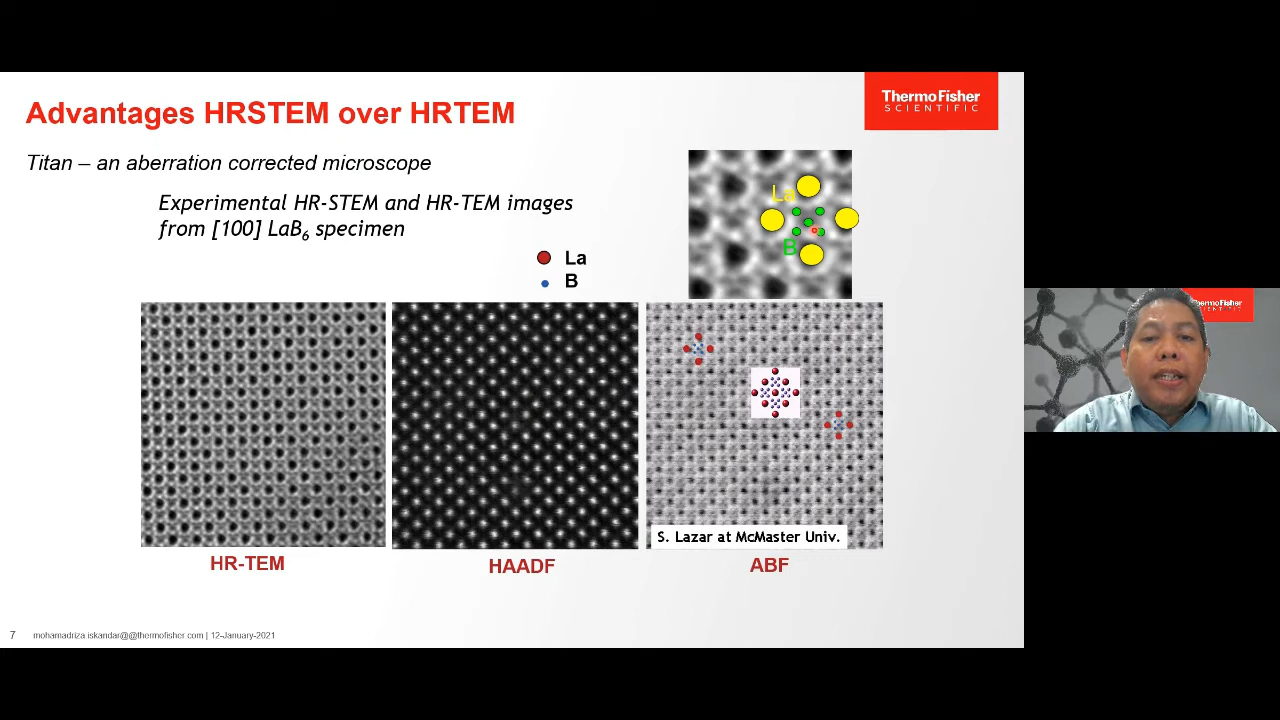 Advantages HRSTEM over HRTEM
ThermoFisher
SCIENTIFIC
Titan – an aberration corrected microscope
Experimental HR-STEM and HR-TEM images
from [100] LaB6 specimen
La
B
La
B
S. Lazar at McMaster Univ.
HR-TEM
HAADF
ABF
7
mohamadriza.iskandar@@thermofisher.com | 12-January-2021